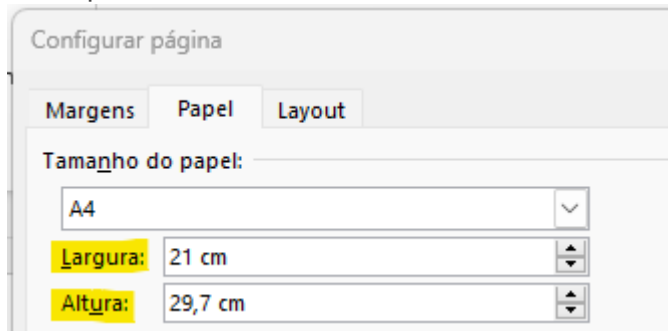 Configurar página
Margens Papel Layout
Tamanho do papel:
A4
Largura: 21 cm
Altura: 29,7 cm